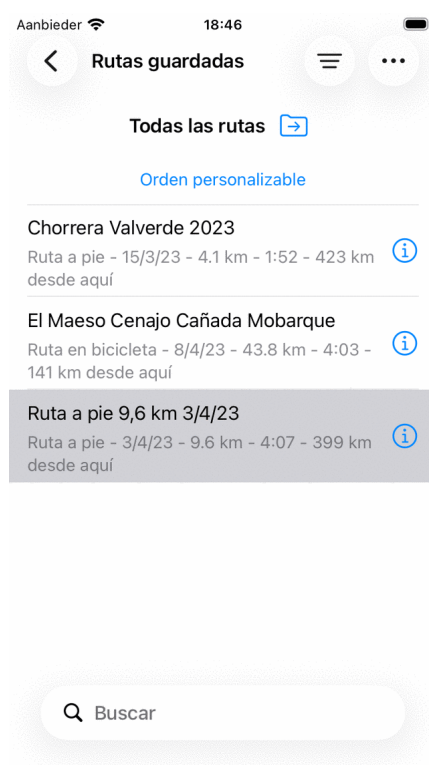 Aanbieder 18:46
Rutas guardadas
Todas las rutas
Orden personalizable
Chorrera Valverde 2023
Ruta a pie - 15/3/23 - 4.1 km - 1:52 - 423 km
desde aquí
El Maeso Cenajo Cañada Mobarque
Ruta en bicicleta - 8/4/23 - 43.8 km - 4:03 -
141 km desde aquí
Ruta a pie 9,6 km 3/4/23
Ruta a pie - 3/4/23 - 9.6 km - 4:07 - 399 km
desde aquí
Buscar